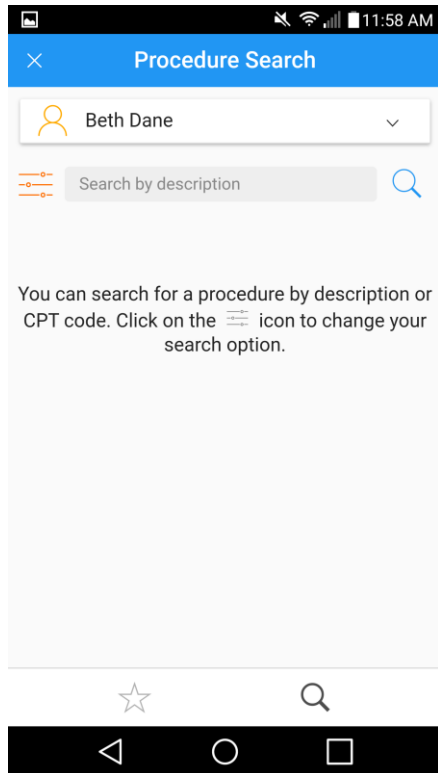 11:58 AM
Procedure Search
Beth Dane
Search by description
You can search for a procedure by description or
CPT code. Click on the icon to change your
search option.